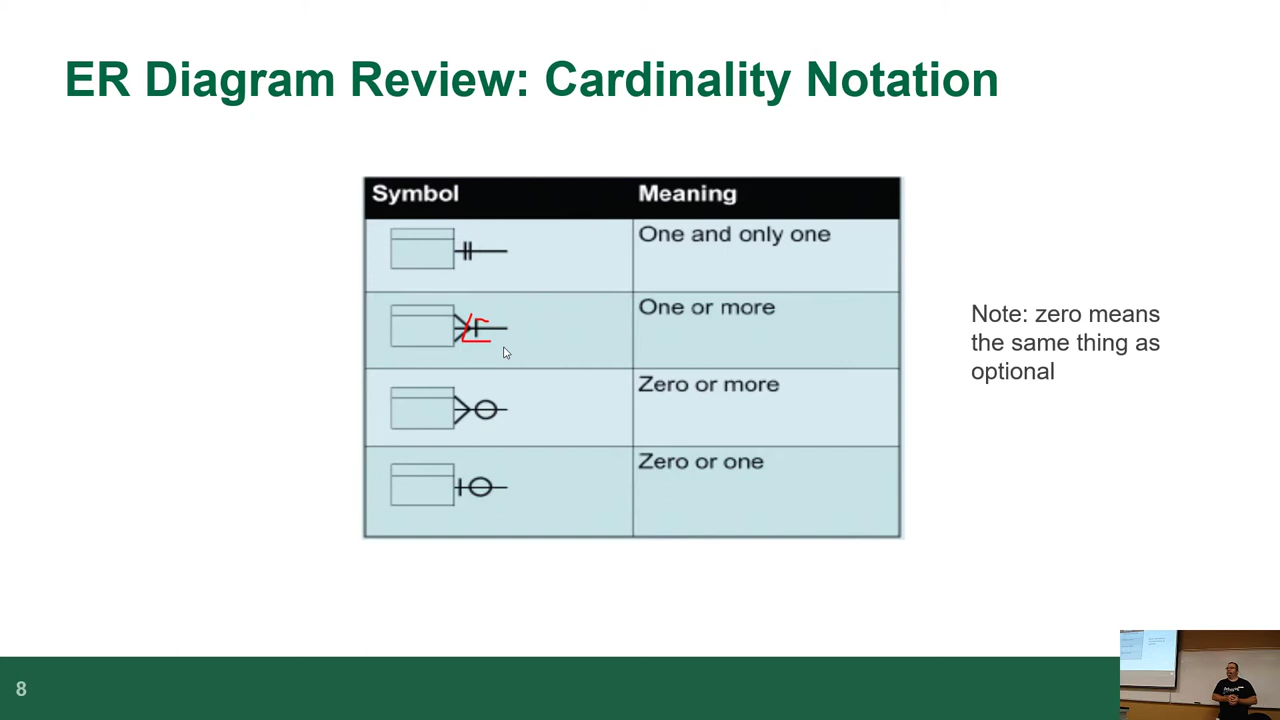 ER Diagram Review: Cardinality Notation
Symbol Meaning
One and only one
One or more
Zero or more
Zero or one
Note: zero means
the same thing as
optional
8